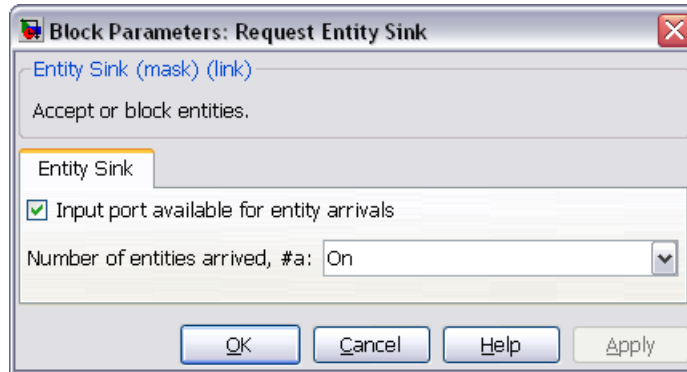 Block Parameters: Request Entity Sink
Entity Sink (mask) (link)
Accept or block entities.
Entity Sink
Input port available for entity arrivals
Number of entities arrived, #a: On
OK Cancel Help Apply